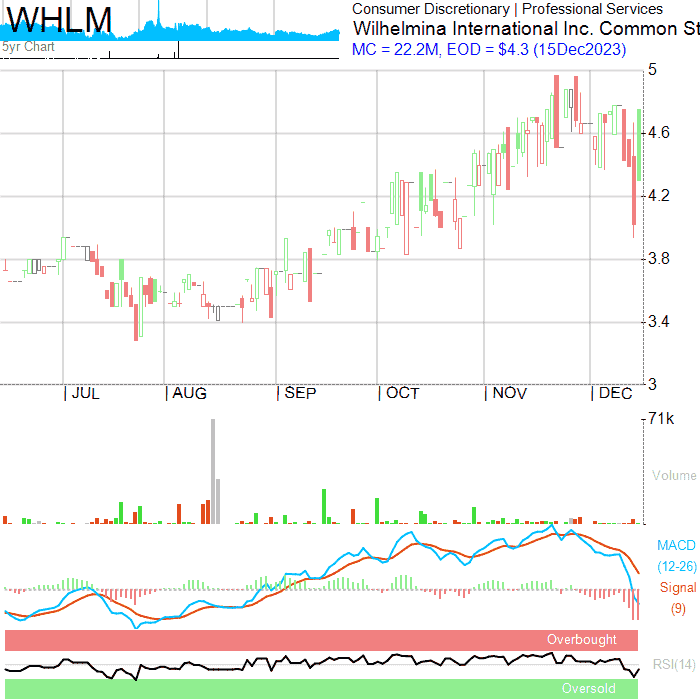 WHLM
5yr Chart
Consumer Discretionary | Professional Services
Wilhelmina International Inc. Common St
MC = 22.2M, EOD = $4.3 (15Dec2023)
5
4.6
4.2
3.8
3.4
3
| JUL | AUG | SEP | OCT | NOV | DEC
71k
Volume
MACD
(12-26)
Signal
(9)
Overbought
RSI(14)
Oversold